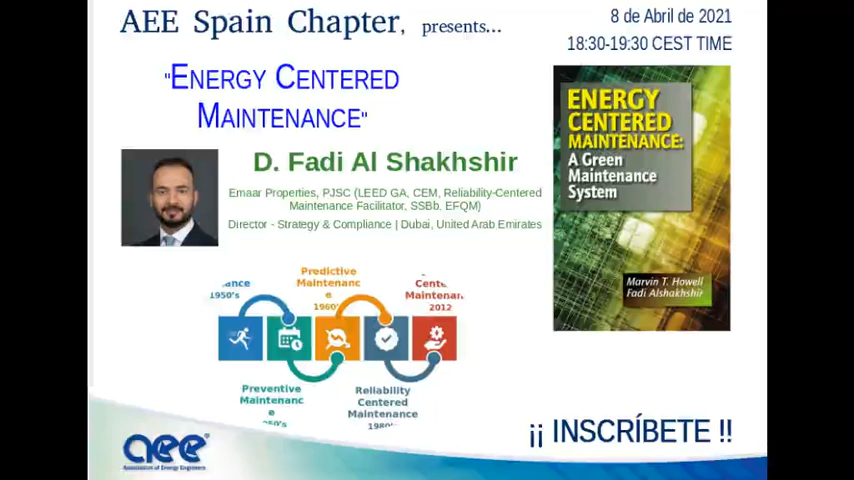 AEE Spain Chapter, presents...
8 de Abril de 2021
18:30-19:30 CEST TIME
"ENERGY CENTERED
MAINTENANCE"
D. Fadi Al Shakhshir
Emaar Properties, PJSC (LEED GA, CEM, Reliability-Centered
Maintenance Facilitator, SSBb, EFQM)
Director - Strategy & Compliance | Dubai, United Arab Emirates
ENERGY
CENTERED
MAINTENANCE:
A Green
Maintenance
System
Marvin T. Howell
Fadi Alshakhshir
1950's
Predictive
Maintenanc
e
1960'
2012
Preventive
Maintenanc
e
Reliability
Centered
Maintenance
1980'
aee
Association of Energy Engineers
¡¡ INSCRÍBETE !!